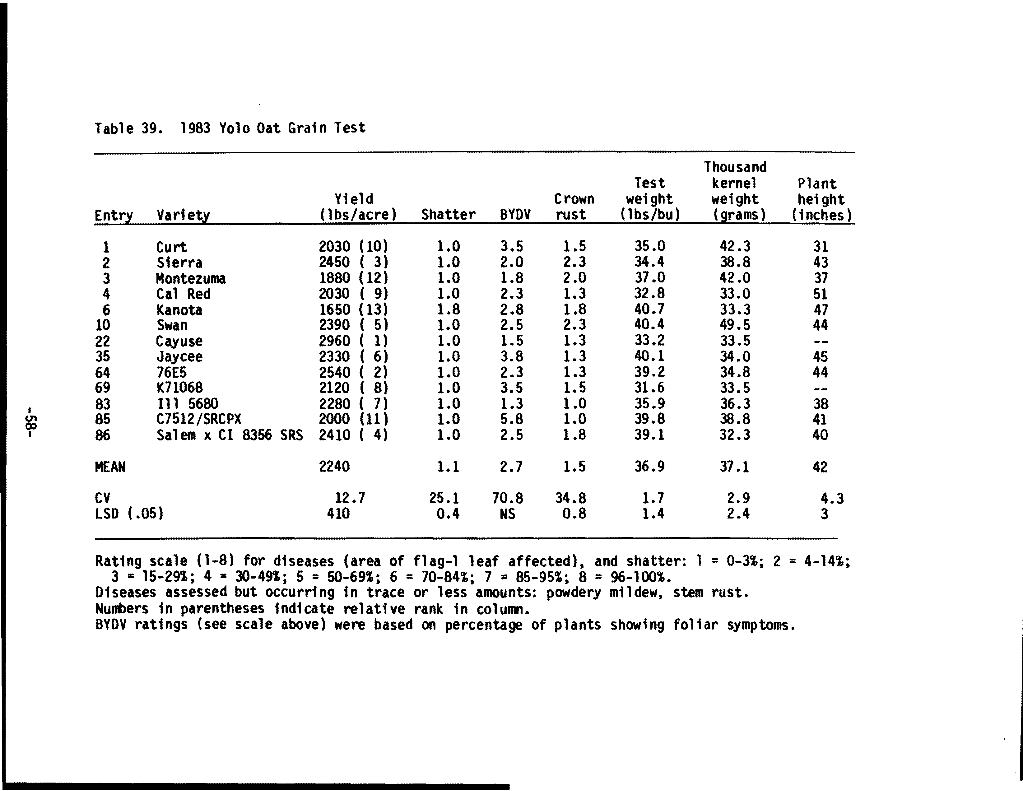 Table 39. 1983 Yolo Oat Grain Test
Thousand
Test kernel Plant
Yield Crown weight weight height
Entry Variety (lbs/acre) Shatter BYDV rust (lbs/bu) (grams) (inches)
1 Curt 2030 (10) 1.0 3.5 1.5 35.0 42.3 31
2 Sierra 2450 ( 3) 1.0 2.0 2.3 34.4 38.8 43
3 Montezuma 1880 (12) 1.0 1.8 2.0 37.0 42.0 37
4 Cal Red 2030 ( 9) 1.0 2.3 1.3 32.8 33.0 51
6 Kanota 1650 (13) 1.8 2.8 1.8 40.7 33.3 47
10 Swan 2390 ( 5) 1.0 2.5 2.3 40.4 49.5 44
22 Cayuse 2960 ( 1) 1.0 1.5 1.3 33.2 33.5 --
35 Jaycee 2330 ( 6) 1.0 3.8 1.3 40.1 34.0 45
64 76E5 2540 ( 2) 1.0 2.3 1.3 39.2 34.8 44
69 K71068 2120 ( 8) 1.0 3.5 1.5 31.6 33.5 --
83 Ill 5680 2280 ( 7) 1.0 1.3 1.0 35.9 36.3 38
85 C7512/SRCPX 2000 (11) 1.0 5.8 1.0 39.8 38.8 41
86 Salem x CI 8356 SRS 2410 ( 4) 1.0 2.5 1.8 39.1 32.3 40
MEAN 2240 1.1 2.7 1.5 36.9 37.1 42
CV 12.7 25.1 70.8 34.8 1.7 2.9 4.3
LSD (.05) 410 0.4 NS 0.8 1.4 2.4 3
Rating scale (1-8) for diseases (area of flag-1 leaf affected), and shatter: 1 = 0-3%; 2 = 4-14%;
3 = 15-29%; 4 = 30-49%; 5 = 50-69%; 6 = 70-84%; 7 = 85-95%; 8 = 96-100%.
Diseases assessed but occurring in trace or less amounts: powdery mildew, stem rust.
Numbers in parentheses indicate relative rank in column.
BYDV ratings (see scale above) were based on percentage of plants showing foliar symptoms.
-58-